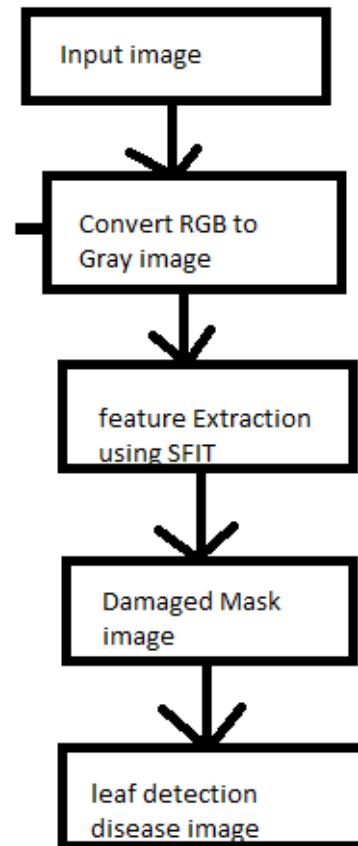 Input image
Convert RGB to
Gray image
feature Extraction
using SFIT
Damaged Mask
image
leaf detection
disease image